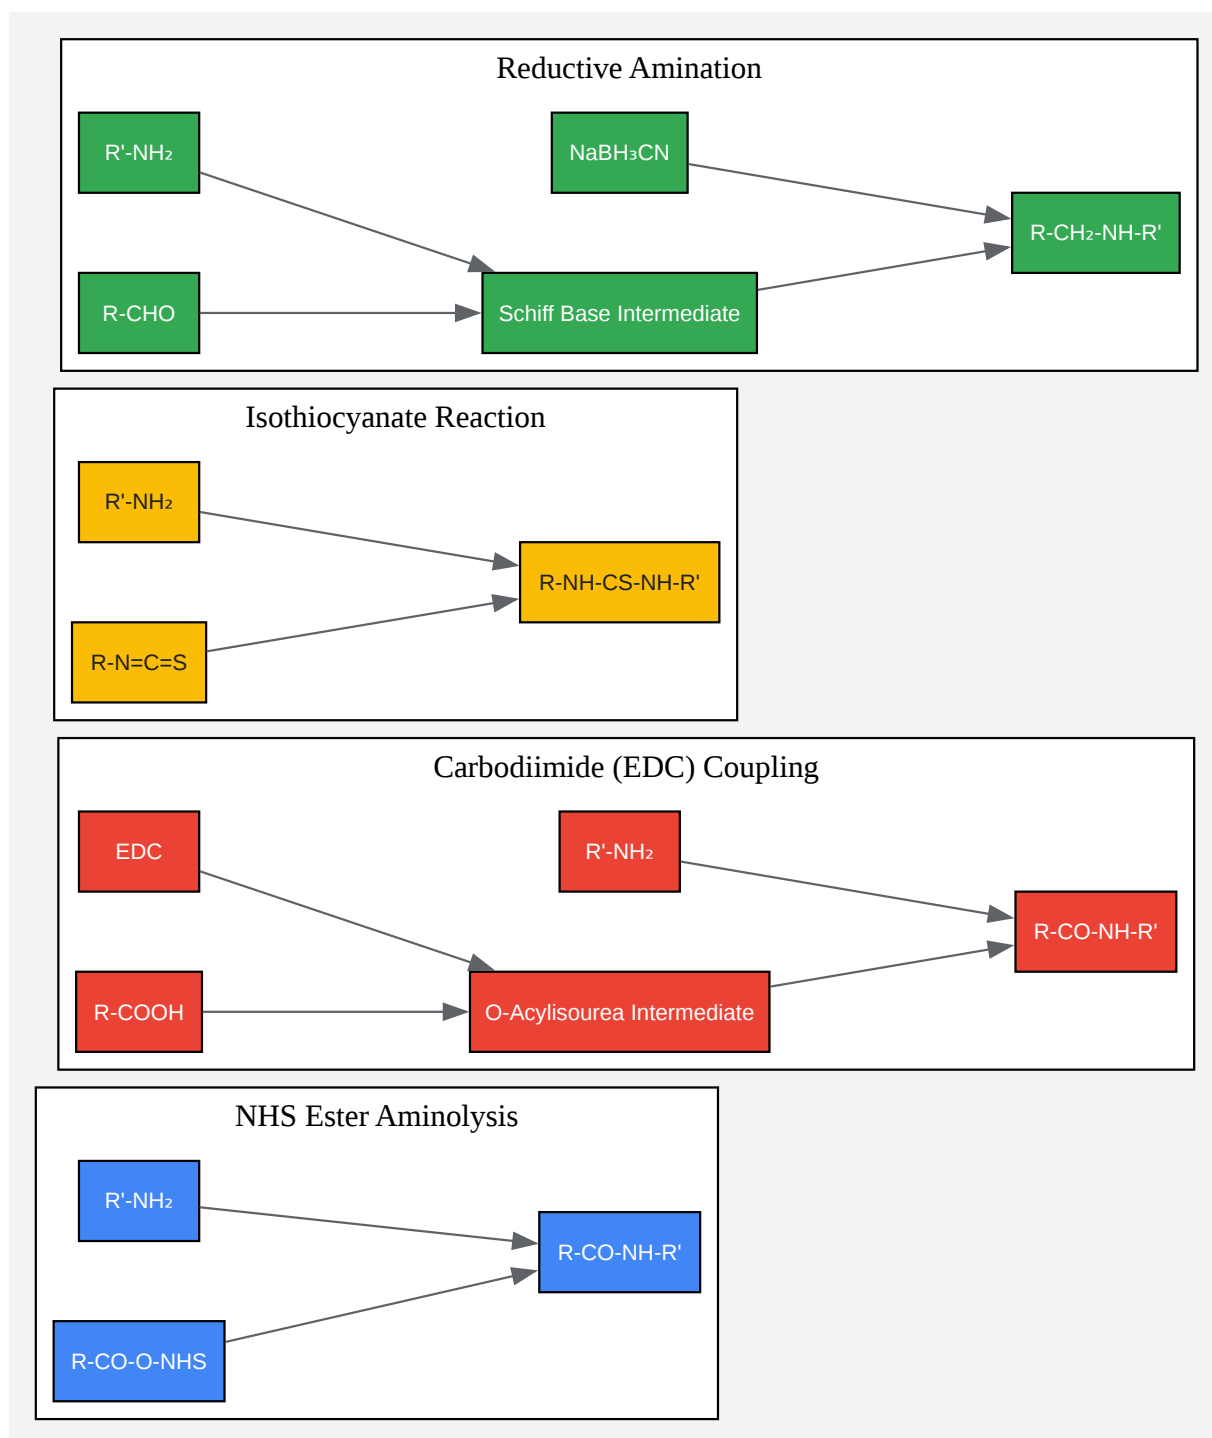 Reductive Amination
R'-NH₂
NaBH₃CN
R-CH₂-NH-R'
R-CHO
Schiff Base Intermediate
Isothiocyanate Reaction
R'-NH₂
R-NH-CS-NH-R'
R-N=C=S
Carbodiimide (EDC) Coupling
EDC
R'-NH₂
R-CO-NH-R'
R-COOH
O-Acylisourea Intermediate
NHS Ester Aminolysis
R'-NH₂
R-CO-NH-R'
R-CO-O-NHS